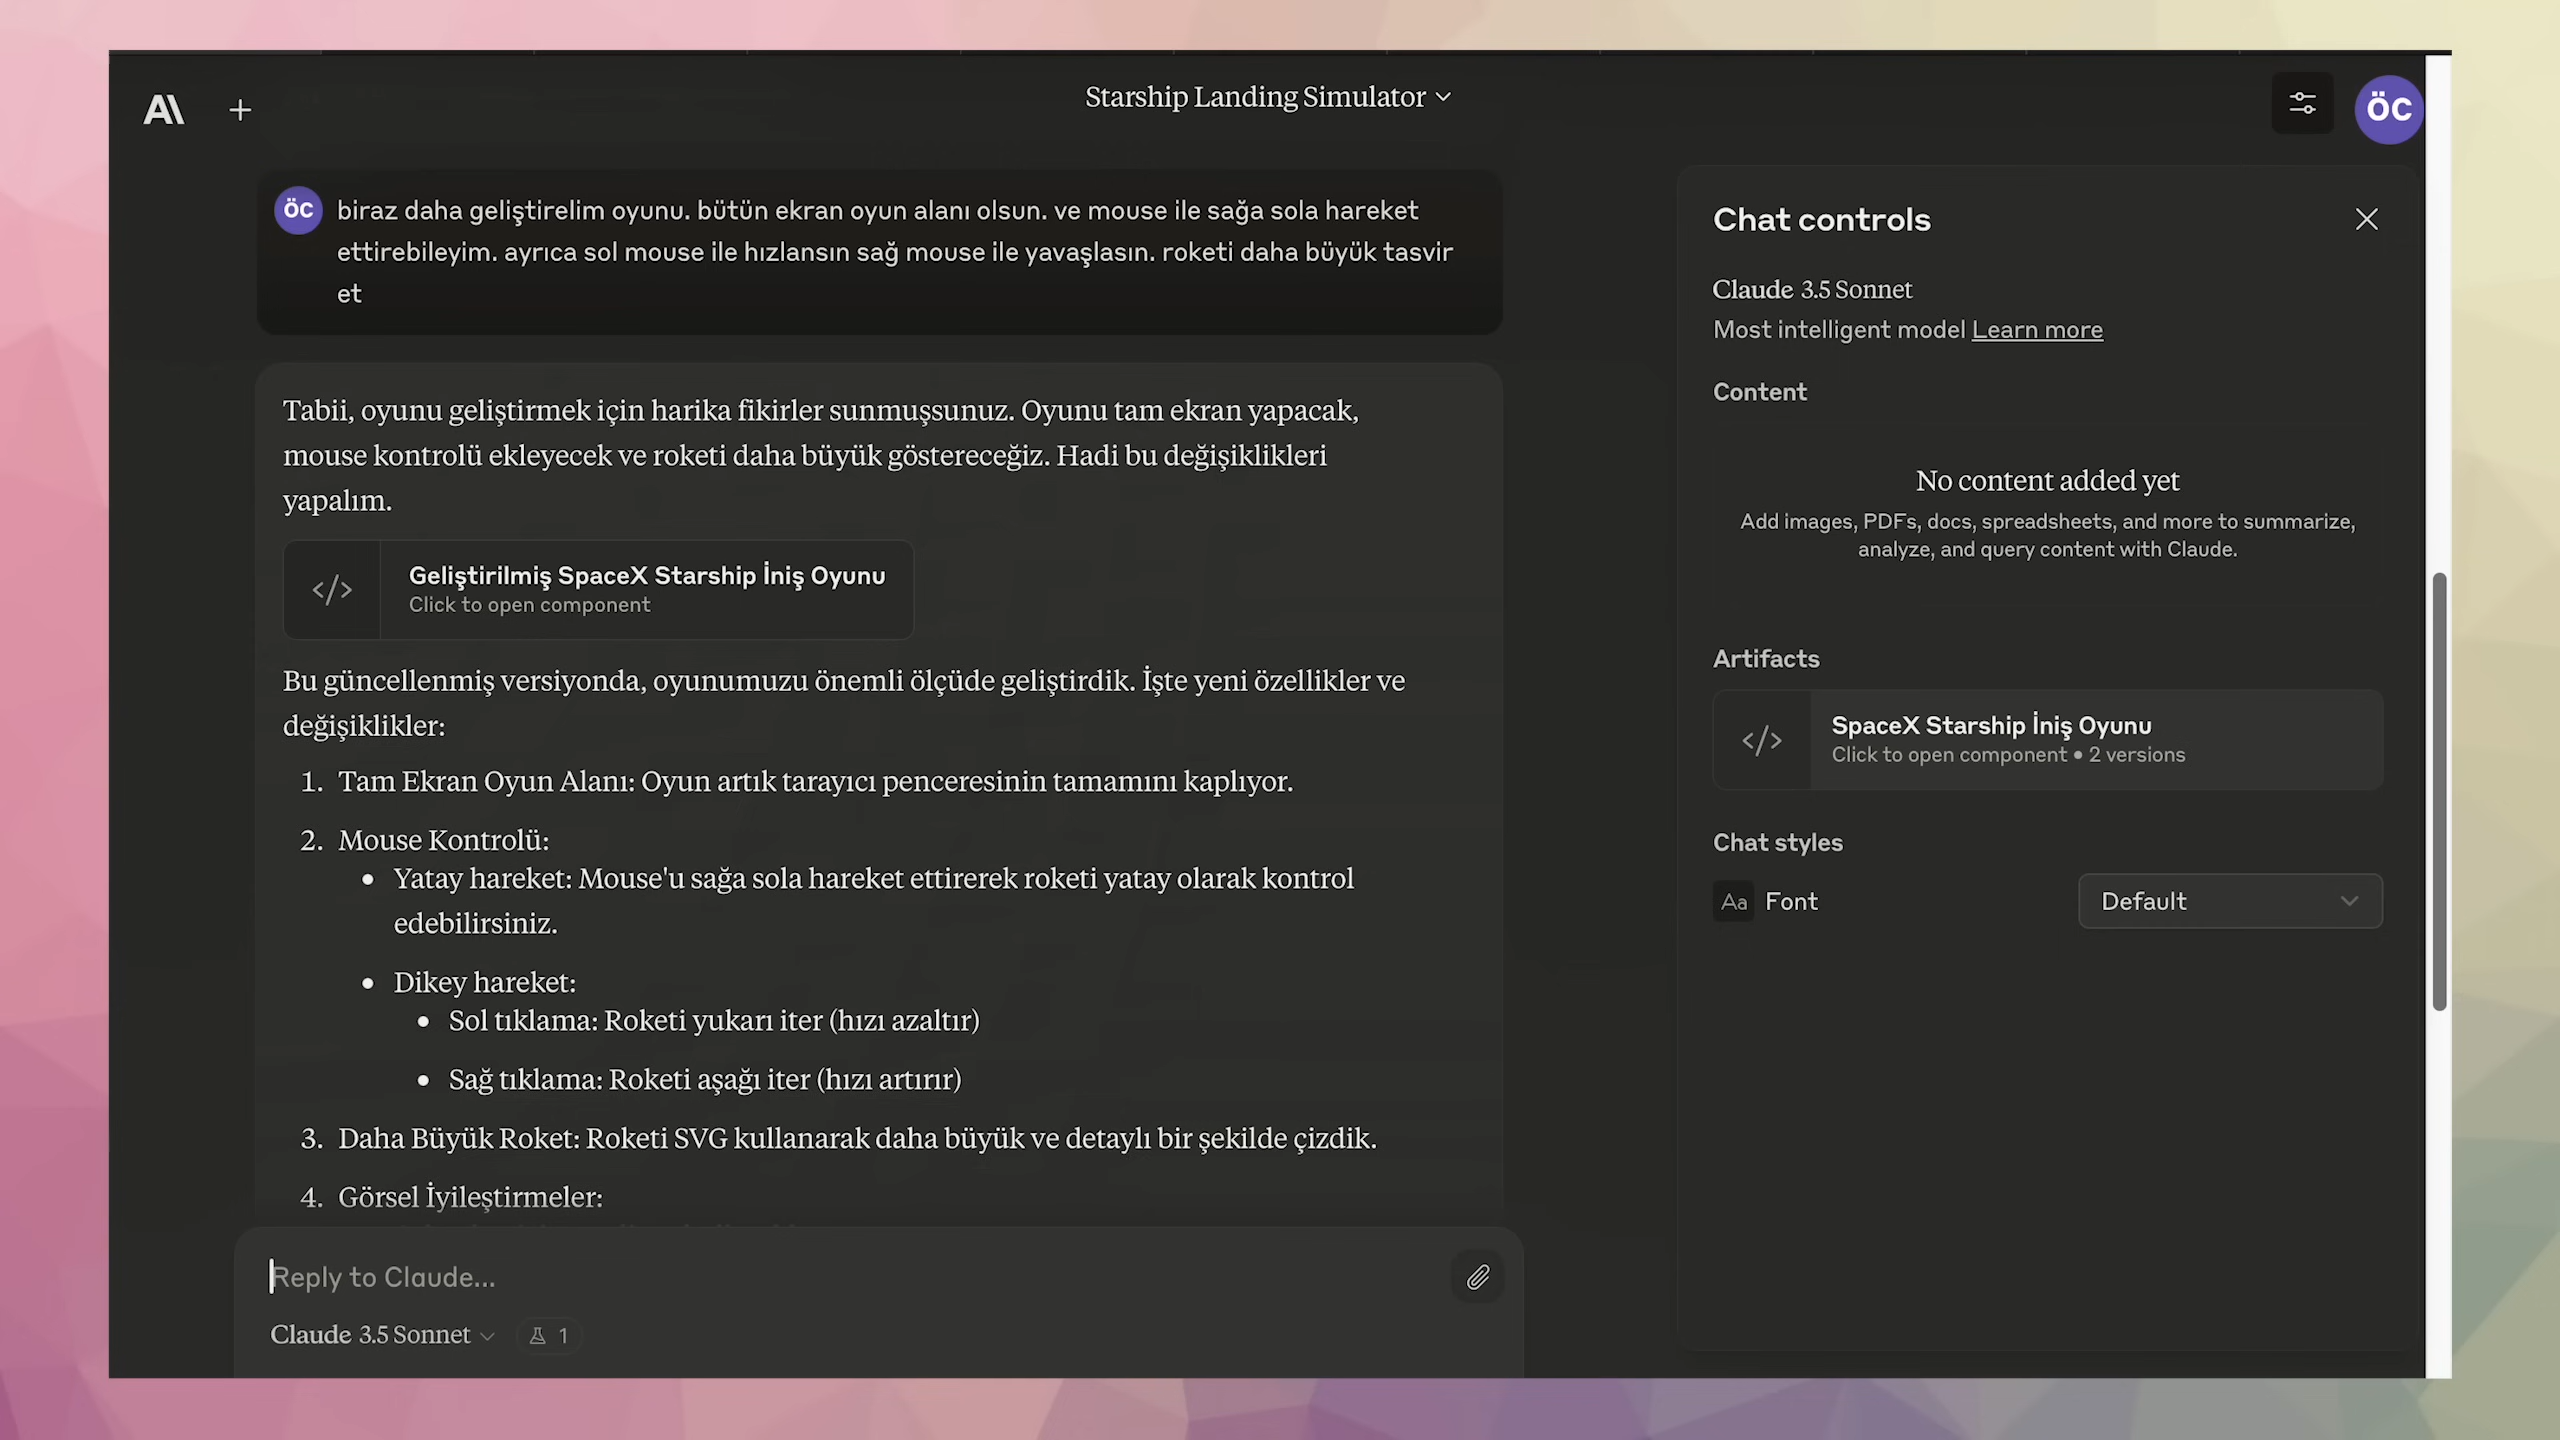 Starship Landing Simulator
ÖC
ÖC
biraz daha geliştirelim oyunu. bütün ekran oyun alanı olsun. ve mouse ile sağa sola hareket
ettirebileyim. ayrıca sol mouse ile hızlansın sağ mouse ile yavaşlasın. roketi daha büyük tasvir
et
Tabii, oyunu geliştirmek için harika fikirler sunmuşsunuz. Oyunu tam ekran yapacak,
mouse kontrolü ekleyecek ve roketi daha büyük göstereceğiz. Hadi bu değişiklikleri
yapalım.
</>
Geliştirilmiş SpaceX Starship İniş Oyunu
Click to open component
Bu güncellenmiş versiyonda, oyunumuzu önemli ölçüde geliştirdik. İşte yeni özellikler ve
değişiklikler:
1. Tam Ekran Oyun Alanı: Oyun artık tarayıcı penceresinin tamamını kaplıyor.
2. Mouse Kontrolü:
• Yatay hareket: Mouse'u sağa sola hareket ettirerek roketi yatay olarak kontrol
edebilirsiniz.
• Dikey hareket:
• Sol tıklama: Roketi yukarı iter (hızı azaltır)
• Sağ tıklama: Roketi aşağı iter (hızı artırır)
3. Daha Büyük Roket: Roketi SVG kullanarak daha büyük ve detaylı bir şekilde çizdik.
4. Görsel İyileştirmeler:
Reply to Claude...
Claude 3.5 Sonnet
1
Chat controls
Claude 3.5 Sonnet
Most intelligent model Learn more
Content
No content added yet
Add images, PDFs, docs, spreadsheets, and more to summarize,
analyze, and query content with Claude.
Artifacts
</>
SpaceX Starship İniş Oyunu
Click to open component • 2 versions
Chat styles
Aa Font
Default